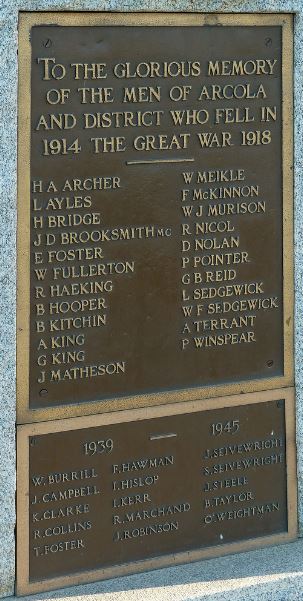 TO THE GLORIOUS MEMORY
OF THE MEN OF ARCOLA
AND DISTRICT WHO FELL IN
1914 THE GREAT WAR 1918
H A ARCHER
L AYLES
H BRIDGE
J D BROOKSMITH MC
E FOSTER
W FULLERTON
R HAEKING
B HOOPER
B KITCHIN
A KING
G KING
J MATHESON
W MEIKLE
F MCKINNON
W J MURISON
R NICOL
D NOLAN
P POINTER
G B REID
L SEDGEWICK
W F SEDGEWICK
A TERRANT
P WINSPEAR
1939 — 1945
W. BURRILL
J. CAMPBELL
K. CLARKE
R. COLLINS
T. FOSTER
F. HAWMAN
I. HISLOP
I. KERR
R. MARCHAND
J. ROBINSON
J. SEIVEWRIGHT
S. SEIVEWRIGHT
J. STEELE
B. TAYLOR
O. WEIGHTMAN